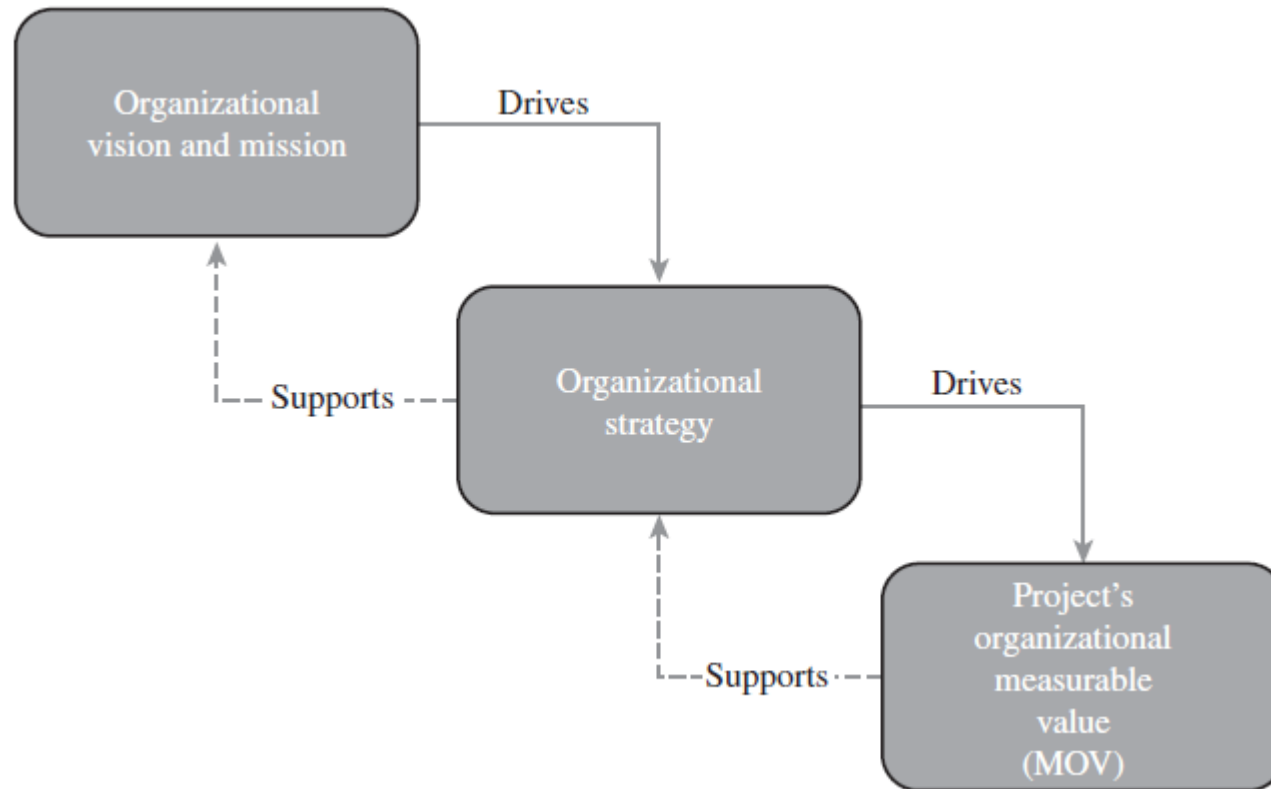 Organizational
vision and mission
Drives
Supports
Organizational
strategy
Drives
Supports
Project’s
organizational
measurable
value
(MOV)